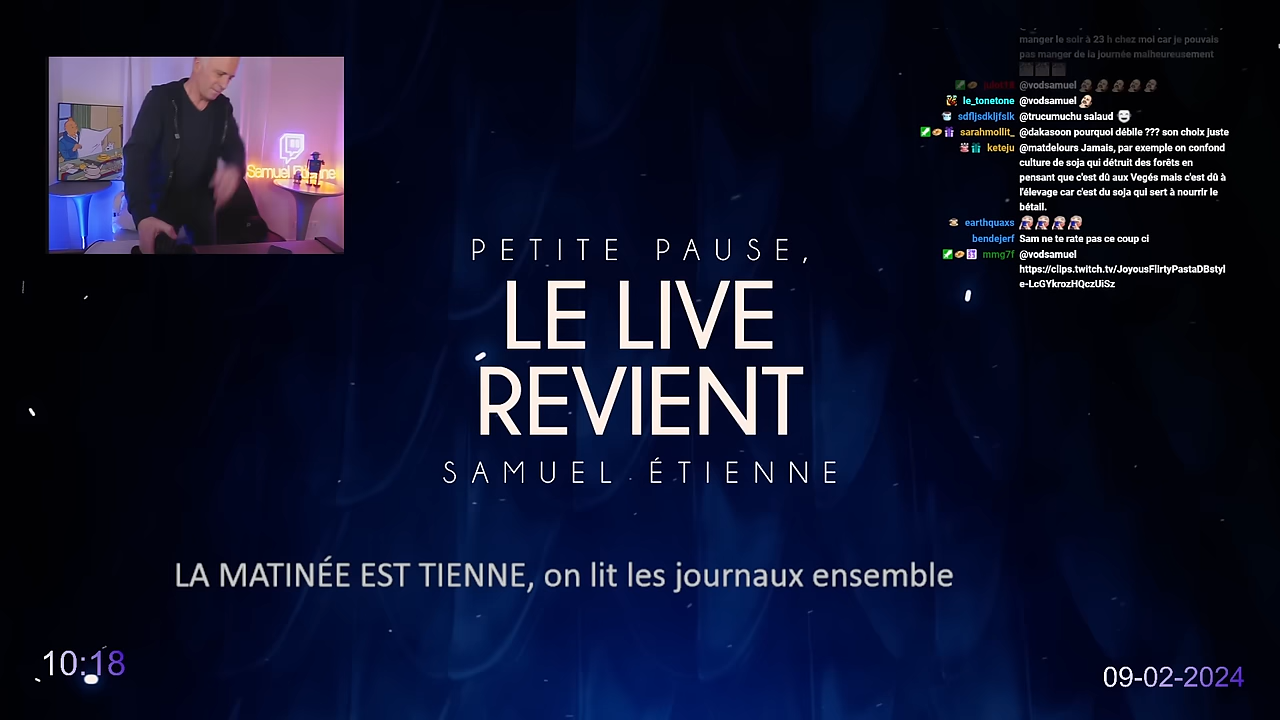 manger le soir à 23 h chez moi car je pouvais
pas manger de la journée malheureusement
@vodsamuel
le_tonetone @vodsamuel
sdfljsdkljfslk @trucumuchu salaud
sarahmollit_ @dakasoon pourquoi débile ??? son choix juste
keteju @matdelours Jamais, par exemple on confond
culture de soja qui détruit des forêts en
pensant que c'est dû aux Vegés mais c'est dû à
l'élevage car c'est du soja qui sert à nourrir le
bétail.
earthquaxs
bendejerf Sam ne te rate pas ce coup ci
mmg7f @vodsamuel
https://clips.twitch.tv/JoyousFlirtyPastaDBstyl
e-LcGYkrozHQczUiSz
PETITE PAUSE,
LE LIVE
REVIENT
SAMUEL ÉTIENNE
LA MATINÉE EST TIENNE, on lit les journaux ensemble
10:18
09-02-2024